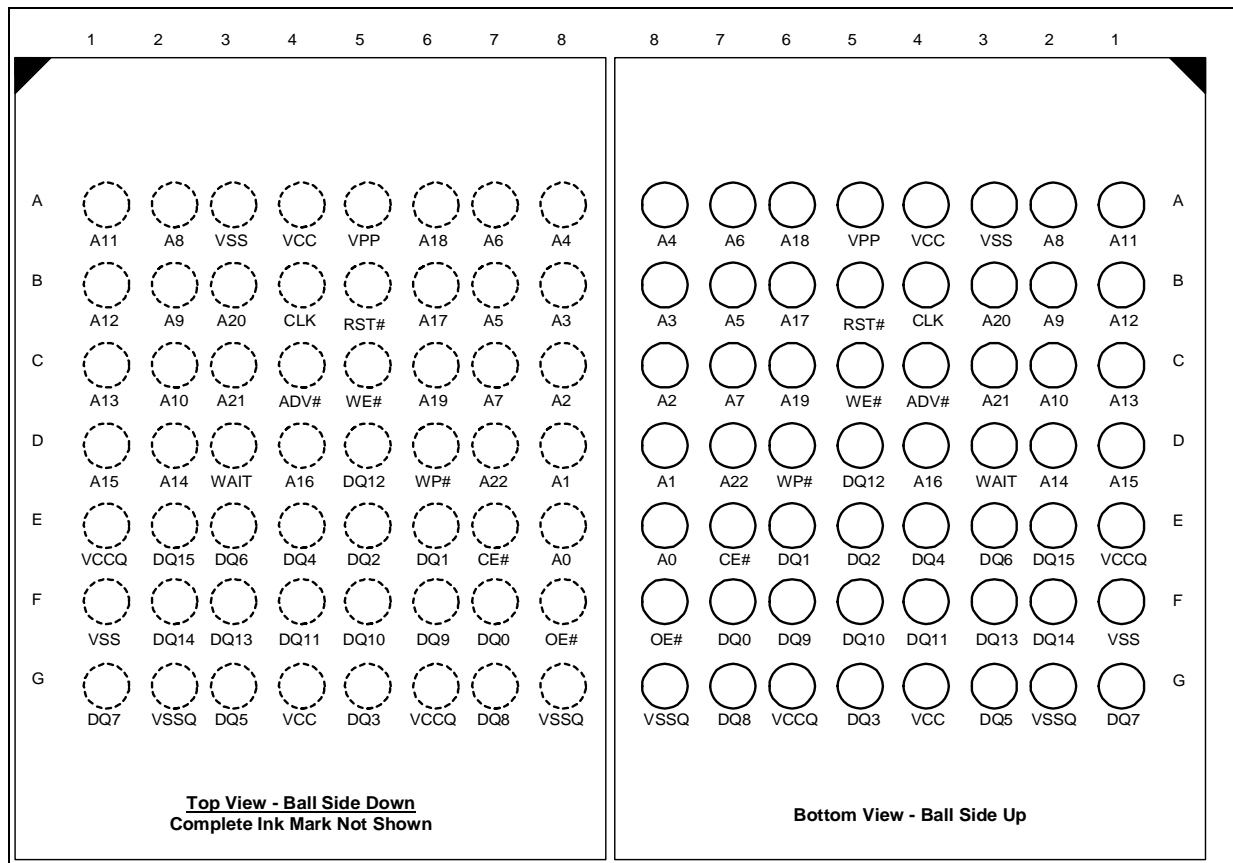 1 2 3 4 5 6 7 8 8 7 6 5 4 3 2 1
A A
A11 A8 VSS VCC VPP A18 A6 A4 A4 A6 A18 VPP VCC VSS A8 A11
B B
A12 A9 A20 CLK RST# A17 A5 A3 A3 A5 A17 RST# CLK A20 A9 A12
C C
A13 A10 A21 ADV# WE# A19 A7 A2 A2 A7 A19 WE# ADV# A21 A10 A13
D D
A15 A14 WAIT A16 DQ12 WP# A22 A1 A1 A22 WP# DQ12 A16 WAIT A14 A15
E E
VCCQ DQ15 DQ6 DQ4 DQ2 DQ1 CE# A0 A0 CE# DQ1 DQ2 DQ4 DQ6 DQ15 VCCQ
F F
VSS DQ14 DQ13 DQ11 DQ10 DQ9 DQ0 OE# OE# DQ0 DQ9 DQ10 DQ11 DQ13 DQ14 VSS
G G
DQ7 VSSQ DQ5 VCC DQ3 VCCQ DQ8 VSSQ VSSQ DQ8 VCCQ DQ3 VCC DQ5 VSSQ DQ7
Top View - Ball Side Down
Complete Ink Mark Not Shown
Bottom View - Ball Side Up